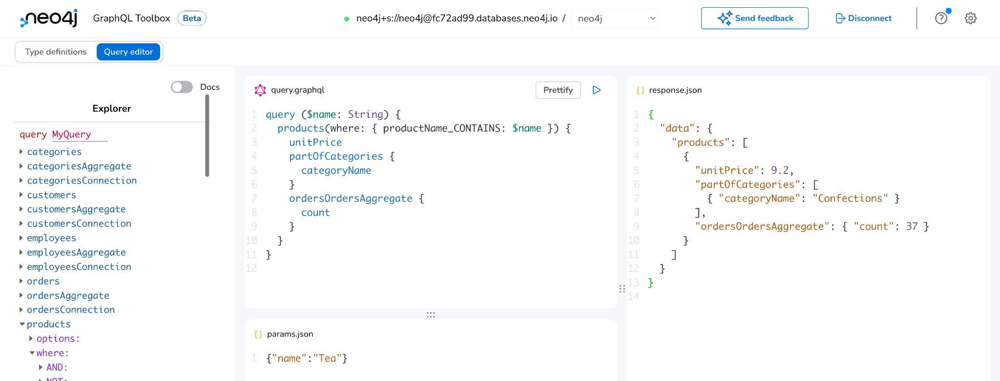 neo4j GraphQL Toolbox Beta neo4j+s://neo4j@fc72ad99.databases.neo4j.io / neo4j Send feedback Disconnect
Type definitions Query editor
Docs
Explorer
query MyQuery
categories
categoriesAggregate
categoriesConnection
customers
customersAggregate
customersConnection
employees
employeesAggregate
employeesConnection
orders
ordersAggregate
ordersConnection
products
options:
where:
AND:
NOT:
query.graphql Prettify
1 query ($name: String) {
2 products(where: { productName_CONTAINS: $name }) {
3 unitPrice
4 partOfCategories {
5 categoryName
6 }
7 ordersOrdersAggregate {
8 count
9 }
10 }
11 }
12
{} params.json
1 {"name":"Tea"}
{} response.json
1 {
2 "data": {
3 "products": [
4 {
5 "unitPrice": 9.2,
6 "partOfCategories": [
7 { "categoryName": "Confections" }
8 ],
9 "ordersOrdersAggregate": { "count": 37 }
10 }
11 ]
12 }
13 }
14